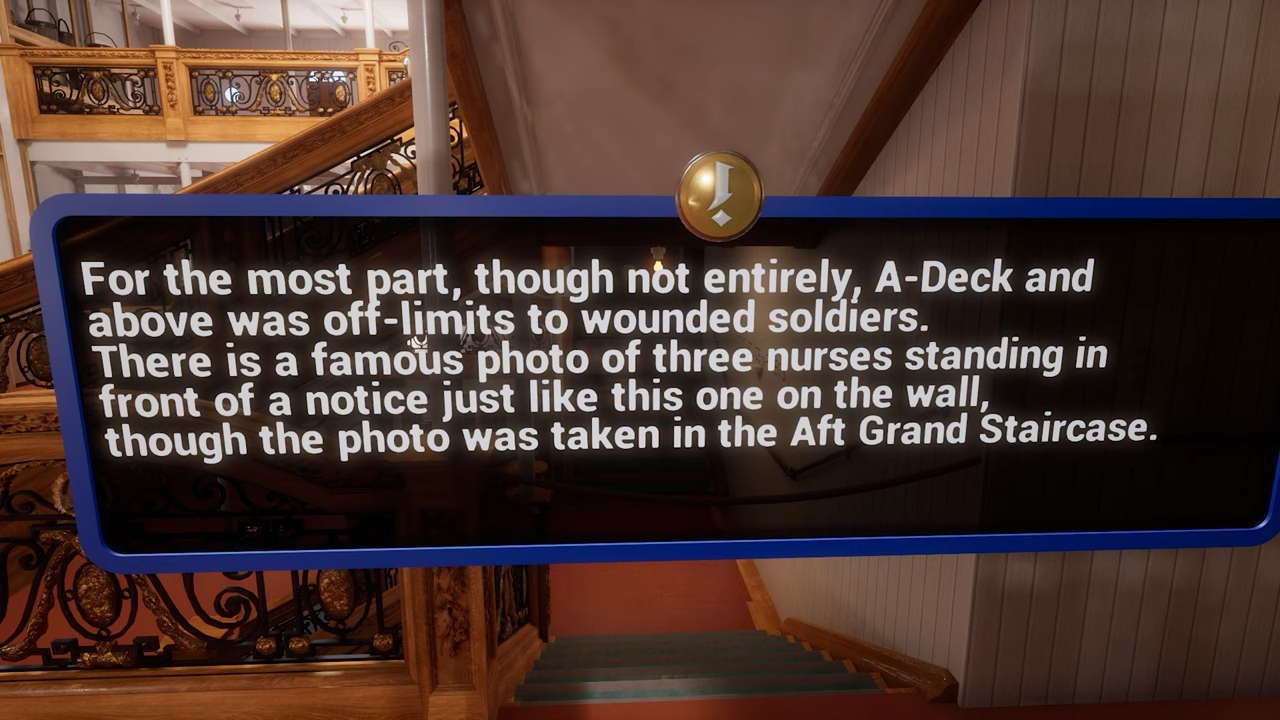 For the most part, though not entirely, A-Deck and
above was off-limits to wounded soldiers.
There is a famous photo of three nurses standing in
front of a notice just like this one on the wall,
though the photo was taken in the Aft Grand Staircase.